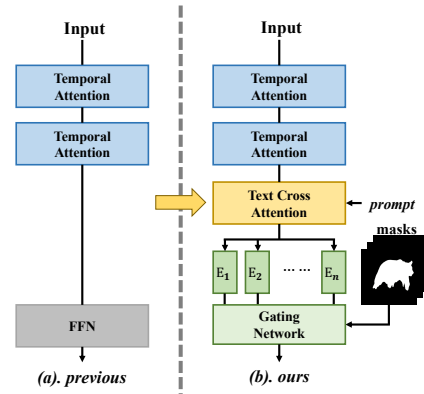 Input
Temporal
Attention
Temporal
Attention
FFN
(a). previous
Input
Temporal
Attention
Temporal
Attention
Text Cross
Attention
prompt
masks
E1 E2 ... ... En
Gating
Network
(b). ours